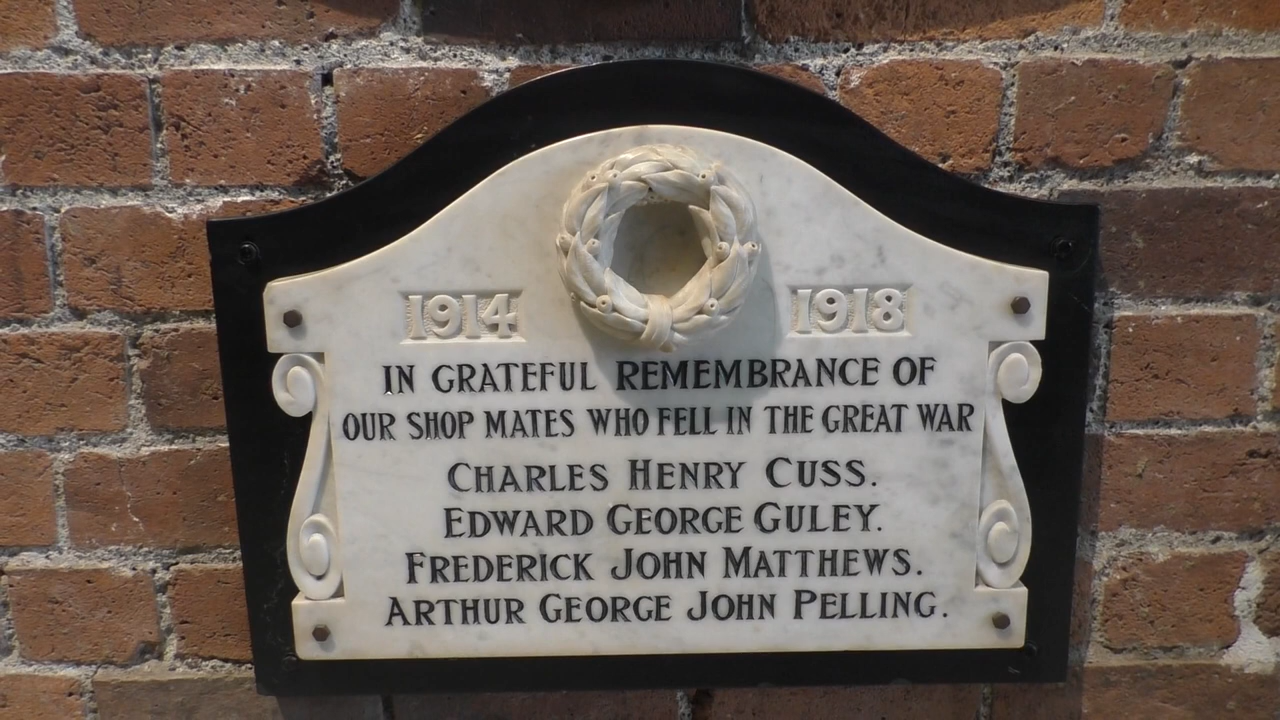 1914 1918
IN GRATEFUL REMEMBRANCE OF
OUR SHOP MATES WHO FELL IN THE GREAT WAR
CHARLES HENRY CUSS.
EDWARD GEORGE GULEY.
FREDERICK JOHN MATTHEWS.
ARTHUR GEORGE JOHN PELLING.